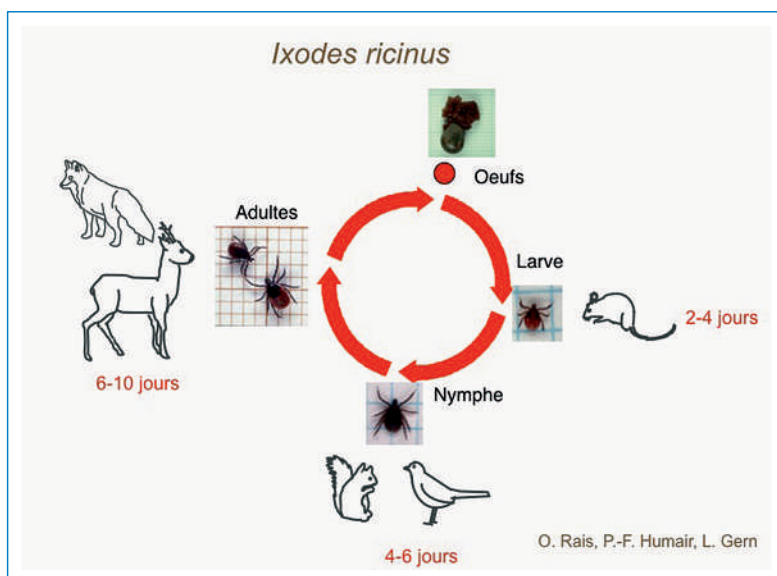 Ixodes ricinus
Oeufs
Adultes
Larve
2-4 jours
6-10 jours
Nymphe
4-6 jours
O. Rais, P.-F. Humair, L. Gern